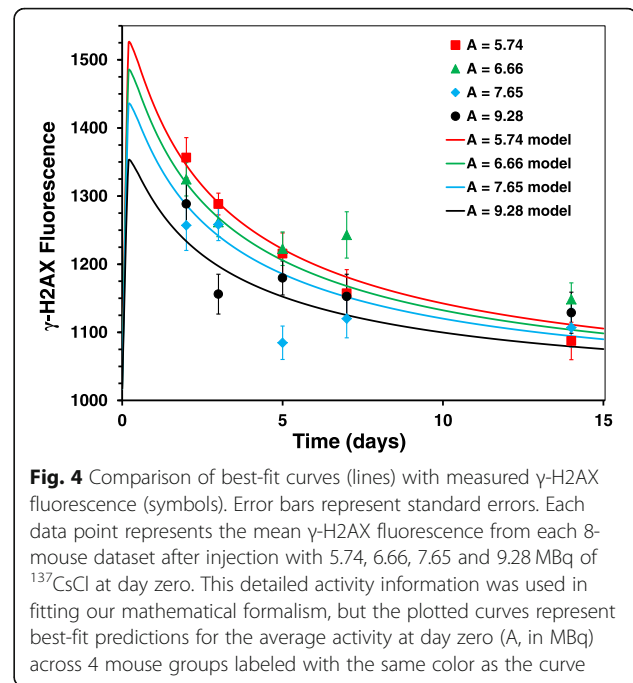 1500
1400
1300
1200
1100
1000
γ-H2AX Fluorescence
A = 5.74
A = 6.66
A = 7.65
A = 9.28
A = 5.74 model
A = 6.66 model
A = 7.65 model
A = 9.28 model
0 5 10 15
Time (days)
Fig. 4 Comparison of best-fit curves (lines) with measured γ-H2AX
fluorescence (symbols). Error bars represent standard errors. Each
data point represents the mean γ-H2AX fluorescence from each 8-
mouse dataset after injection with 5.74, 6.66, 7.65 and 9.28 MBq of
¹³⁷CsCl at day zero. This detailed activity information was used in
fitting our mathematical formalism, but the plotted curves represent
best-fit predictions for the average activity at day zero (A, in MBq)
across 4 mouse groups labeled with the same color as the curve